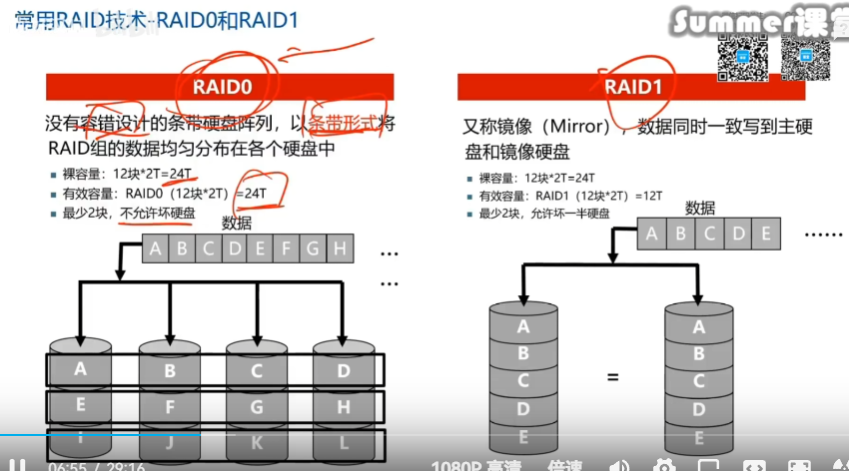 常用RAID技术-RAID0和RAID1
Summer课堂
RAID0
没有容错设计的条带硬盘阵列，以条带形式将
RAID组的数据均匀分布在各个硬盘中
裸容量：12块*2T=24T
有效容量：RAID0（12块*2T）=24T
最少2块，不允许坏硬盘
数据
A B C D E F G H ...
...
A B C D
E F G H
I J K L
RAID1
又称镜像（Mirror），数据同时一致写到主硬
盘和镜像硬盘
裸容量：12块*2T=24T
有效容量：RAID1（12块*2T）=12T
最少2块，允许坏一半硬盘
数据
A B C D E ……
A A
B B
C = C
D D
E E
06:55 / 29:16
1080P 高清 倍速